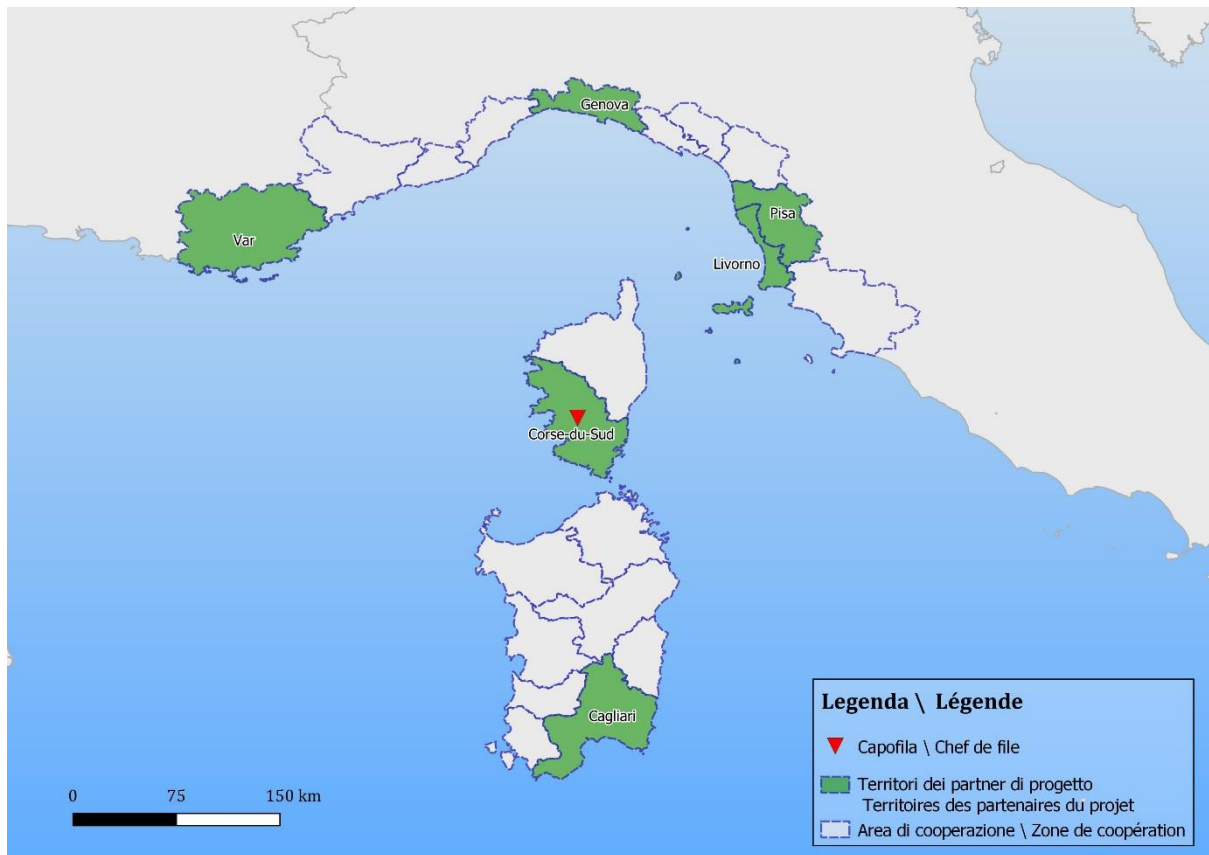 Genova
Var
Pisa
Livorno
Corse-du-Sud
Cagliari
Legenda \ Légende
Capofila \ Chef de file
Territori dei partner di progetto
Territoires des partenaires du projet
Area di cooperazione \ Zone de coopération
0 75 150 km